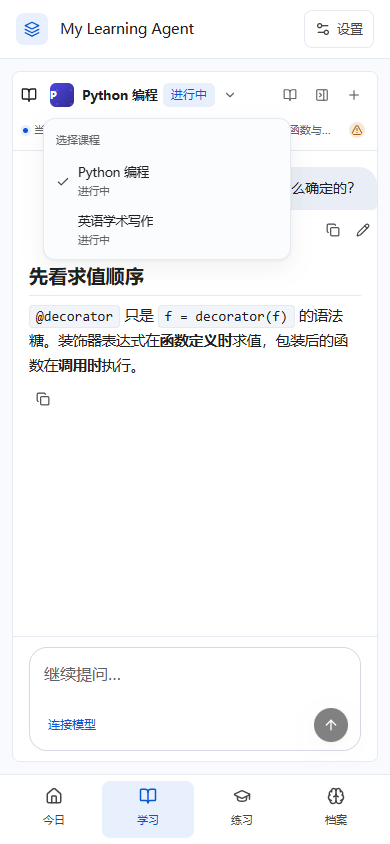 My Learning Agent
设置
P
Python 编程
进行中
当
函数与...
选择课程
Python 编程
进行中
英语学术写作
进行中
么确定的？
先看求值顺序
@decorator 只是 f = decorator(f) 的语法
糖。装饰器表达式在函数定义时求值，包装后的函
数在调用时执行。
继续提问...
连接模型
今日
学习
练习
档案